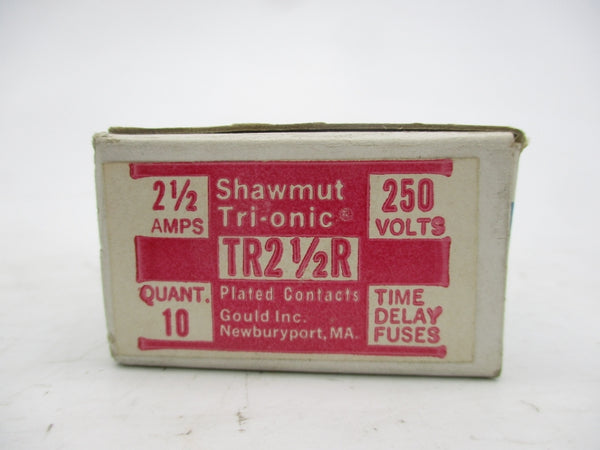 2½
AMPS
Shawmut
Tri-onic®
250
VOLTS
TR2½R
QUANT.
10
Plated Contacts
Gould Inc.
Newburyport, MA.
TIME
DELAY
FUSES